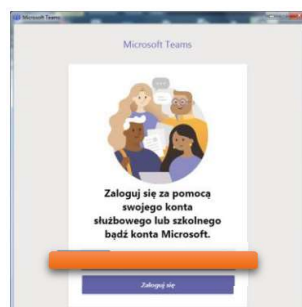 Microsoft Teams
Microsoft Teams
Zaloguj się za pomocą
swojego konta
służbowego lub szkolnego
bądź konta Microsoft.
Zaloguj się